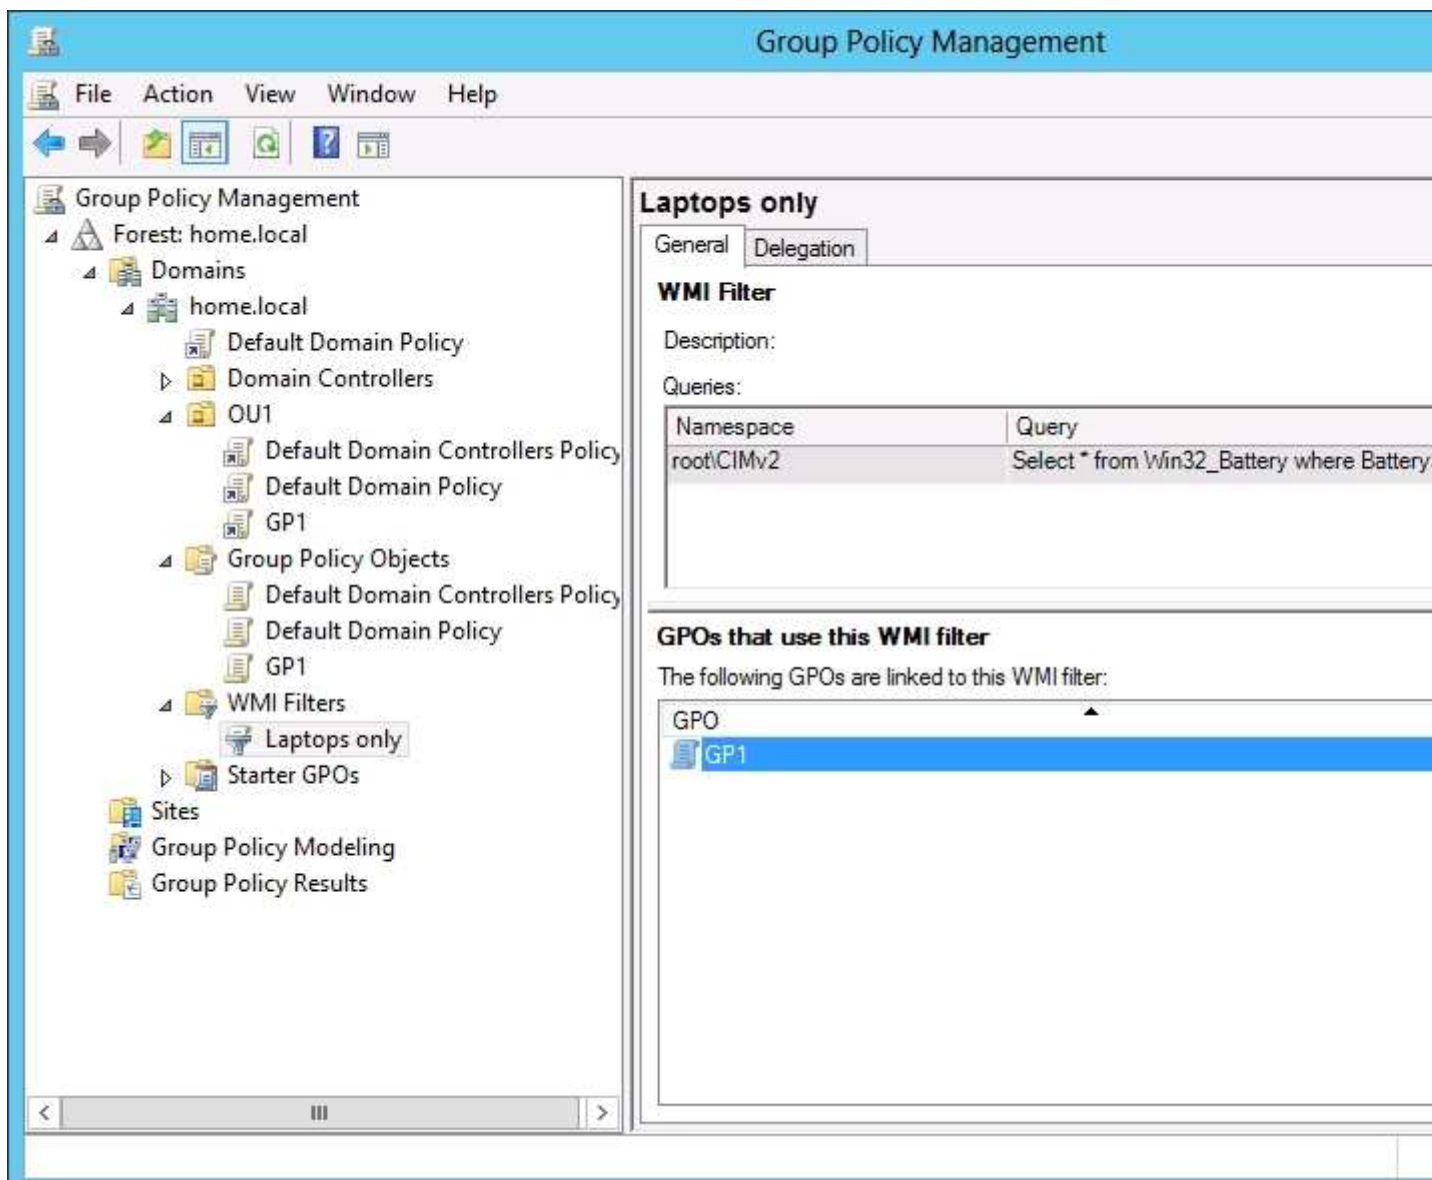 Group Policy Management
File Action View Window Help
Group Policy Management
Forest: home.local
Domains
home.local
Default Domain Policy
Domain Controllers
OU1
Default Domain Controllers Policy
Default Domain Policy
GP1
Group Policy Objects
Default Domain Controllers Policy
Default Domain Policy
GP1
WMI Filters
Laptops only
Starter GPOs
Sites
Group Policy Modeling
Group Policy Results
Laptops only
General Delegation
WMI Filter
Description:
Queries:
Namespace Query
root\CIMv2 Select * from Win32_Battery where Battery
GPOs that use this WMI filter
The following GPOs are linked to this WMI filter:
GPO
GP1